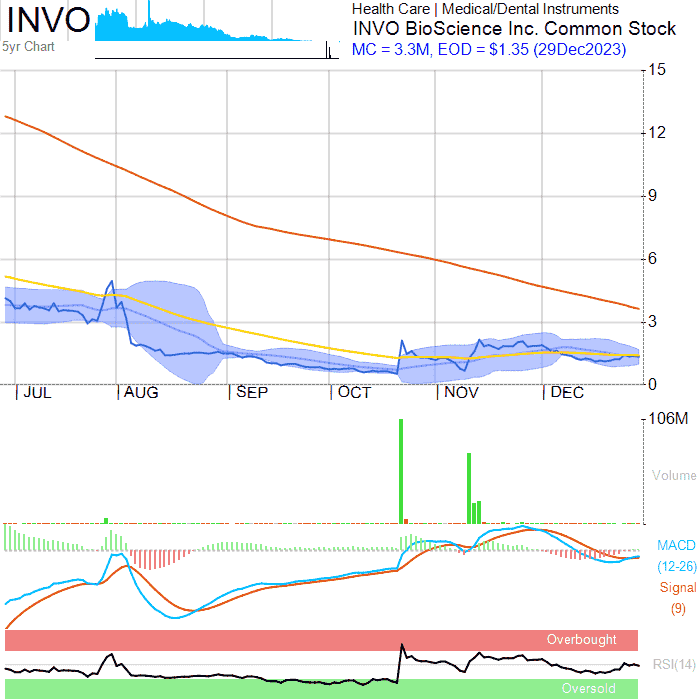 INVO
5yr Chart
Health Care | Medical/Dental Instruments
INVO BioScience Inc. Common Stock
MC = 3.3M, EOD = $1.35 (29Dec2023)
15
12
9
6
3
0
JUL AUG SEP OCT NOV DEC
106M
Volume
MACD
(12-26)
Signal
(9)
Overbought
RSI(14)
Oversold